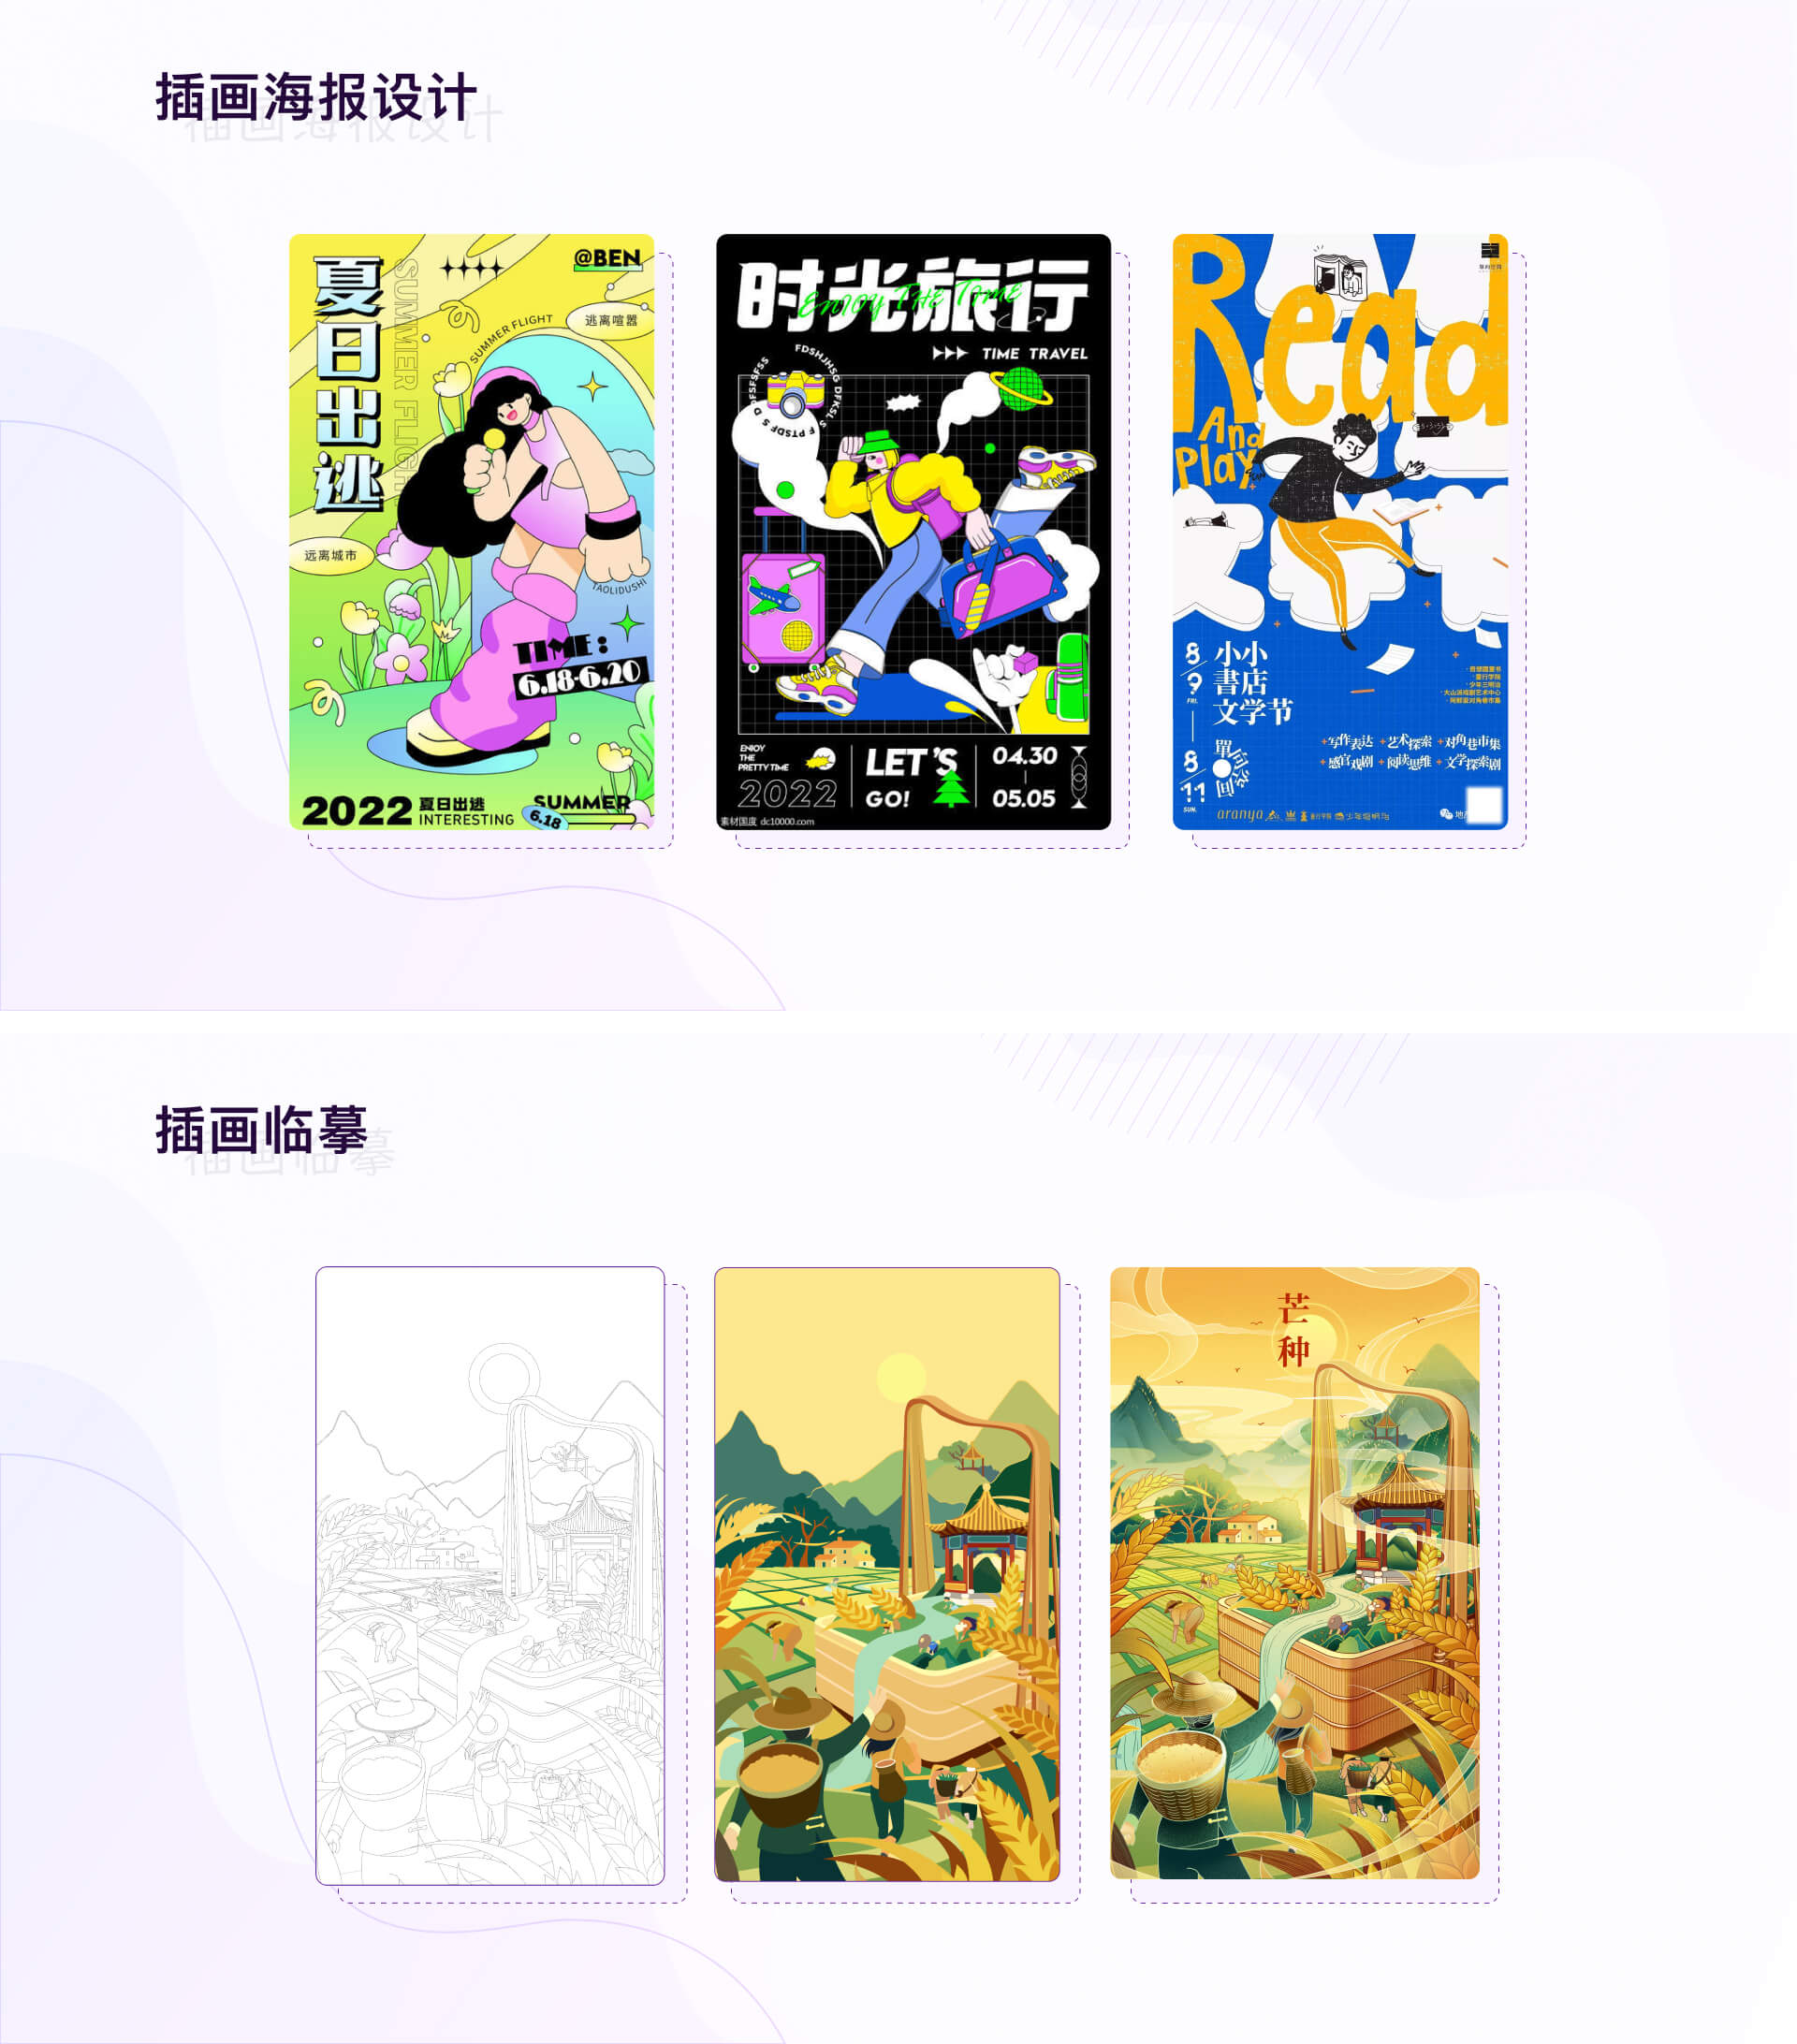 插画海报设计
夏日出逃
SUMMER FLIGHT
@BEN
SUMMER FLIGHT
逃离喧嚣
远离城市
TAOLIDUSHI
TIME:
6.18-6.20
2022
夏日出逃
INTERESTING
SUMMER
6.18
时光旅行
ENJOY THE TIME
TIME TRAVEL
FDSHJHSG DFKSL S
F PTSDF S
ENJOY
THE
PRETTY TIME
2022
LET'S
GO!
04.30
05.05
素材国度 dc10000.com
Read
And
Play
8/9
FRI.
8/11
SUN.
小小
書店
文学节
單向空間
+写作表达 +艺术探索 +对角巷市集
+感官戏剧 +阅读思维 +文学探索剧
aranya
插画临摹
芒种